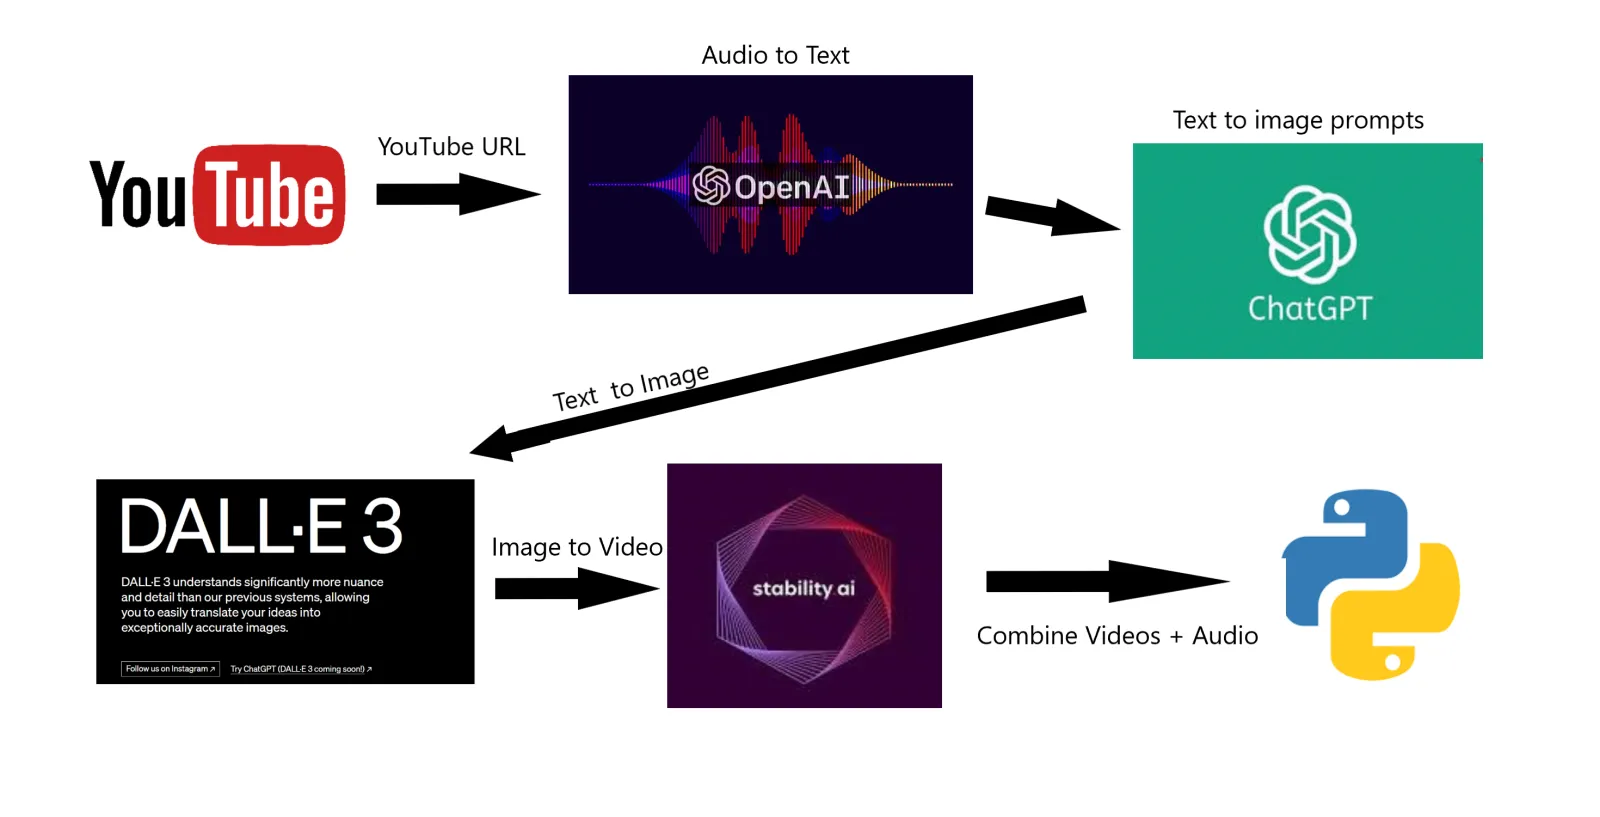 Audio to Text
Text to image prompts
YouTube URL
YouTube
OpenAI
ChatGPT
Text to Image
DALL·E 3
DALL·E 3 understands significantly more nuance
and detail than our previous systems, allowing
you to easily translate your ideas into
exceptionally accurate images.
Follow us on Instagram ↗
Try ChatGPT (DALL·E 3 coming soon!) ↗
Image to Video
stability.ai
Combine Videos + Audio